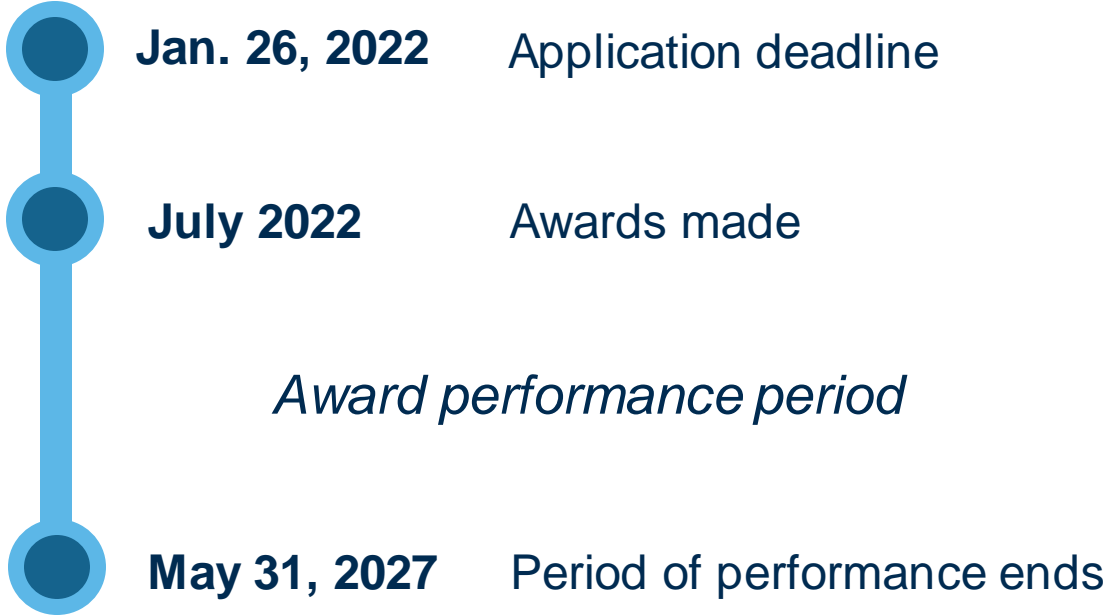 Jan. 26, 2022 Application deadline
July 2022 Awards made
Award performance period
May 31, 2027 Period of performance ends